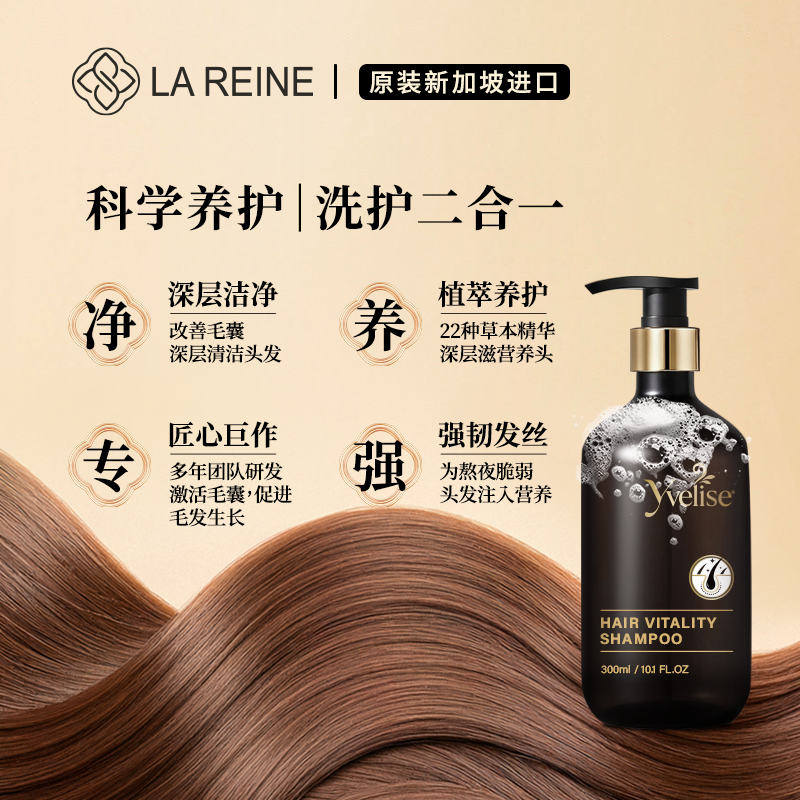 LA REINE
原装新加坡进口
科学养护|洗护二合一
净
深层洁净
改善毛囊
深层清洁头发
养
植萃养护
22种草本精华
深层滋营养头
专
匠心巨作
多年团队研发
激活毛囊,促进
毛发生长
强
强韧发丝
为熬夜脆弱
头发注入营养
yvelise®
HAIR VITALITY
SHAMPOO
300ml / 10.1 FL.OZ